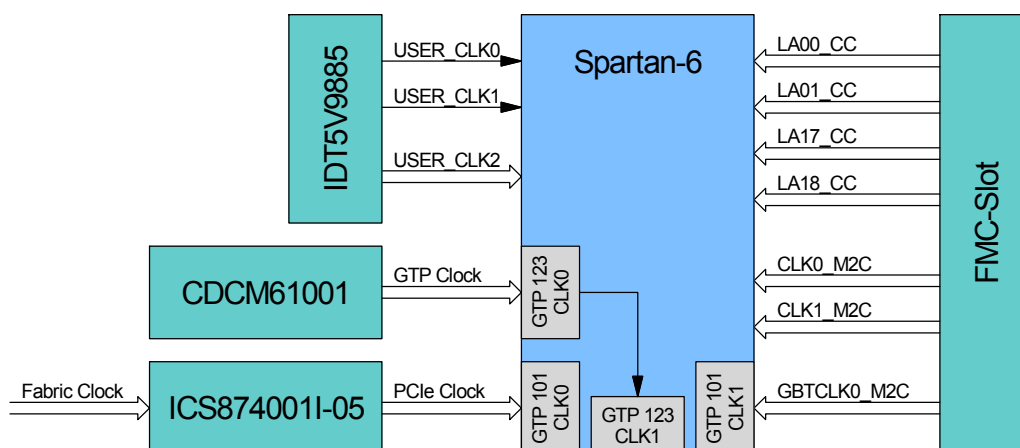 IDT5V9885
USER_CLK0
USER_CLK1
USER_CLK2
Spartan-6
LA00_CC
LA01_CC
LA17_CC
LA18_CC
FMC-Slot
CDCM61001
GTP Clock
GTP 123
CLK0
CLK0_M2C
CLK1_M2C
Fabric Clock
ICS874001I-05
PCIe Clock
GTP 101
CLK0
GTP 123
CLK1
GTP 101
CLK1
GBTCLK0_M2C